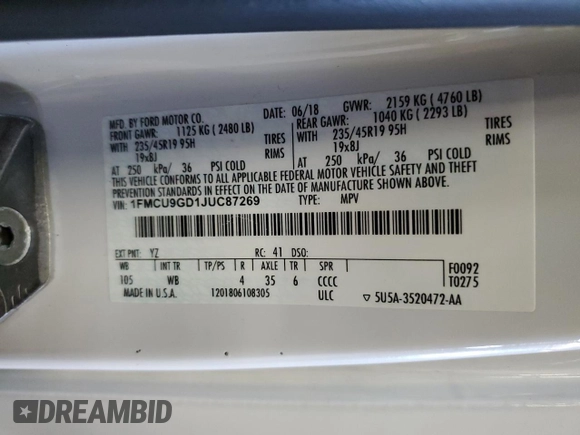 MFD. BY FORD MOTOR CO.
DATE: 06/18 GVWR: 2159 KG ( 4760 LB)
FRONT GAWR: 1125 KG ( 2480 LB)
REAR GAWR: 1040 KG ( 2293 LB)
WITH 235/45R19 95H TIRES
WITH 235/45R19 95H TIRES
19x8J RIMS
19x8J RIMS
AT 250 kPa/ 36 PSI COLD
AT 250 kPa/ 36 PSI COLD
THIS VEHICLE CONFORMS TO ALL APPLICABLE FEDERAL MOTOR VEHICLE SAFETY AND THEFT PREVENTION
STANDARDS IN EFFECT ON THE DATE OF MANUFACTURE SHOWN ABOVE.
VIN: 1FMCU9GD1JUC87269 TYPE: MPV
EXT PNT: YZ RC: 41 DSO: F0092
WB INT TR TP/PS R AXLE TR SPR T0275
105 WB 4 35 6 CCCC
MADE IN U.S.A. 1201806108305 ULC ▽ 5U5A-3520472-AA
DREAMBID